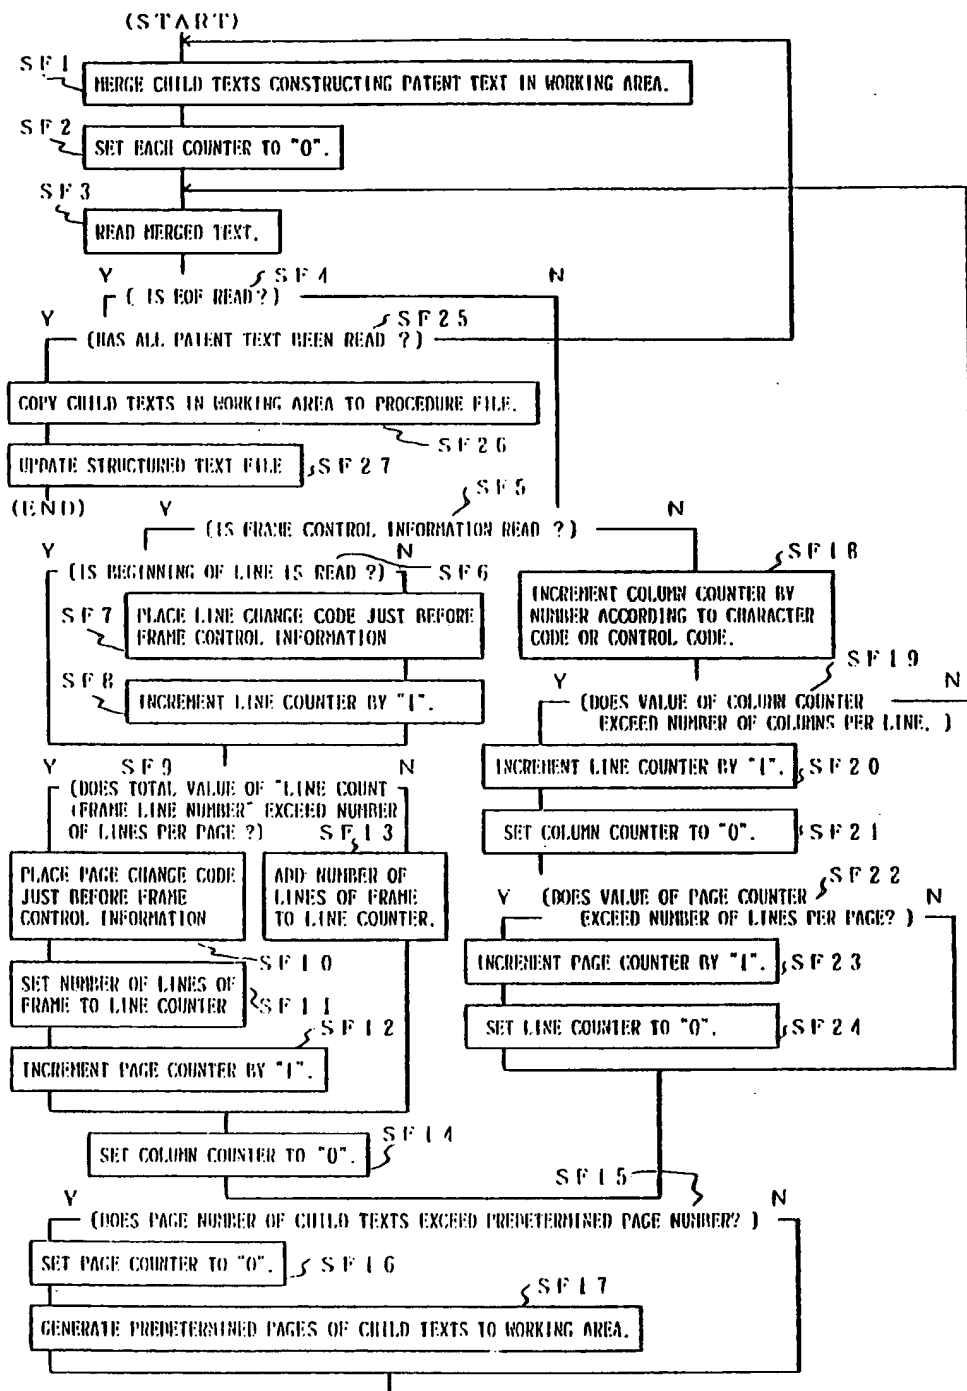 (START)
SF1
MERGE CHILD TEXTS CONSTRUCTING PATENT TEXT IN WORKING AREA.
SF2
SET EACH COUNTER TO "0".
SF3
READ MERGED TEXT.
Y
SF4
N
( IS EOF READ?)
Y
SF25
(HAS ALL PATENT TEXT BEEN READ ?)
COPY CHILD TEXTS IN WORKING AREA TO PROCEDURE FILE.
SF26
UPDATE STRUCTURED TEXT FILE
SF27
(END)
Y
SF5
N
(IS FRAME CONTROL INFORMATION READ ?)
Y
N
(IS BEGINNING OF LINE IS READ ?)
SF6
SF7
PLACE LINE CHANGE CODE JUST BEFORE
FRAME CONTROL INFORMATION
SF8
INCREMENT LINE COUNTER BY "1".
SF18
INCREMENT COLUMN COUNTER BY
NUMBER ACCORDING TO CHARACTER
CODE OR CONTROL CODE.
SF19
Y
N
(DOES VALUE OF COLUMN COUNTER
EXCEED NUMBER OF COLUMNS PER LINE. )
INCREMENT LINE COUNTER BY "1".
SF20
SET COLUMN COUNTER TO "0".
SF21
SF22
Y
N
(DOES VALUE OF PAGE COUNTER
EXCEED NUMBER OF LINES PER PAGE? )
INCREMENT PAGE COUNTER BY "1".
SF23
SET LINE COUNTER TO "0".
SF24
Y
SF9
N
(DOES TOTAL VALUE OF "LINE COUNT
+FRAME LINE NUMBER" EXCEED NUMBER
OF LINES PER PAGE ?)
SF13
PLACE PAGE CHANGE CODE
JUST BEFORE FRAME
CONTROL INFORMATION
ADD NUMBER OF
LINES OF FRAME
TO LINE COUNTER.
SF10
SET NUMBER OF LINES OF
FRAME TO LINE COUNTER
SF11
SF12
INCREMENT PAGE COUNTER BY "1".
SF14
SET COLUMN COUNTER TO "0".
SF15
Y
N
(DOES PAGE NUMBER OF CHILD TEXTS EXCEED PREDETERMINED PAGE NUMBER? )
SET PAGE COUNTER TO "0".
SF16
SF17
GENERATE PREDETERMINED PAGES OF CHILD TEXTS TO WORKING AREA.